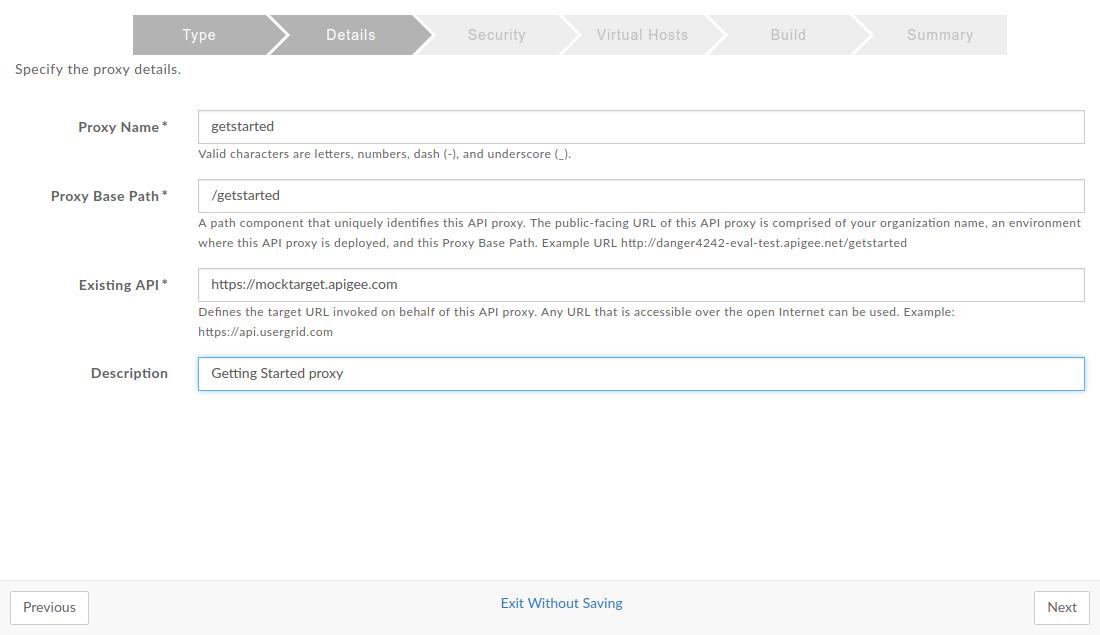 Type Details Security Virtual Hosts Build Summary
Specify the proxy details.
Proxy Name* getstarted
Valid characters are letters, numbers, dash (-), and underscore (_).
Proxy Base Path* /getstarted
A path component that uniquely identifies this API proxy. The public-facing URL of this API proxy is comprised of your organization name, an environment
where this API proxy is deployed, and this Proxy Base Path. Example URL http://danger4242-eval-test.apigee.net/getstarted
Existing API* https://mocktarget.apigee.com
Defines the target URL invoked on behalf of this API proxy. Any URL that is accessible over the open Internet can be used. Example:
https://api.usergrid.com
Description Getting Started proxy
Previous Exit Without Saving Next